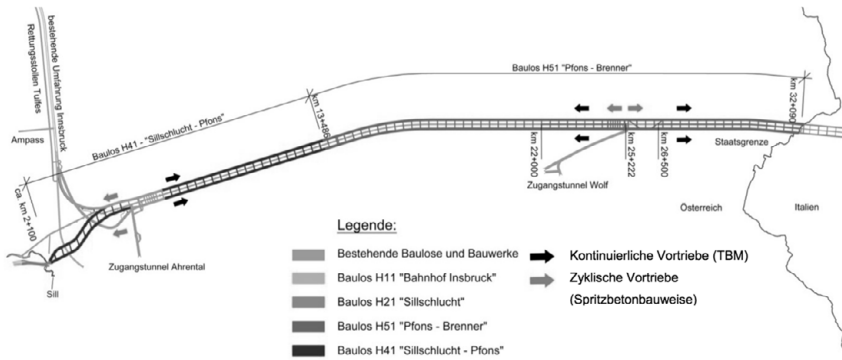 bestehende Umfahrung Innsbruck
Rettungsstollen Tulfes
Ampass
Baulos H41 - "Sillschlucht - Pfons"
km 13+486
Baulos H51 "Pfons - Brenner"
km 32+090
km 22+000
km 25+222
km 26+500
Staatsgrenze
Zugangstunnel Wolf
Österreich
Italien
ca. km 2+100
Zugangstunnel Ahrental
Sill
Legende:
Bestehende Baulose und Bauwerke
Baulos H11 "Bahnhof Insbruck"
Baulos H21 "Sillschlucht"
Baulos H51 "Pfons - Brenner"
Baulos H41 "Sillschlucht - Pfons"
Kontinuierliche Vortriebe (TBM)
Zyklische Vortriebe
(Spritzbetonbauweise)